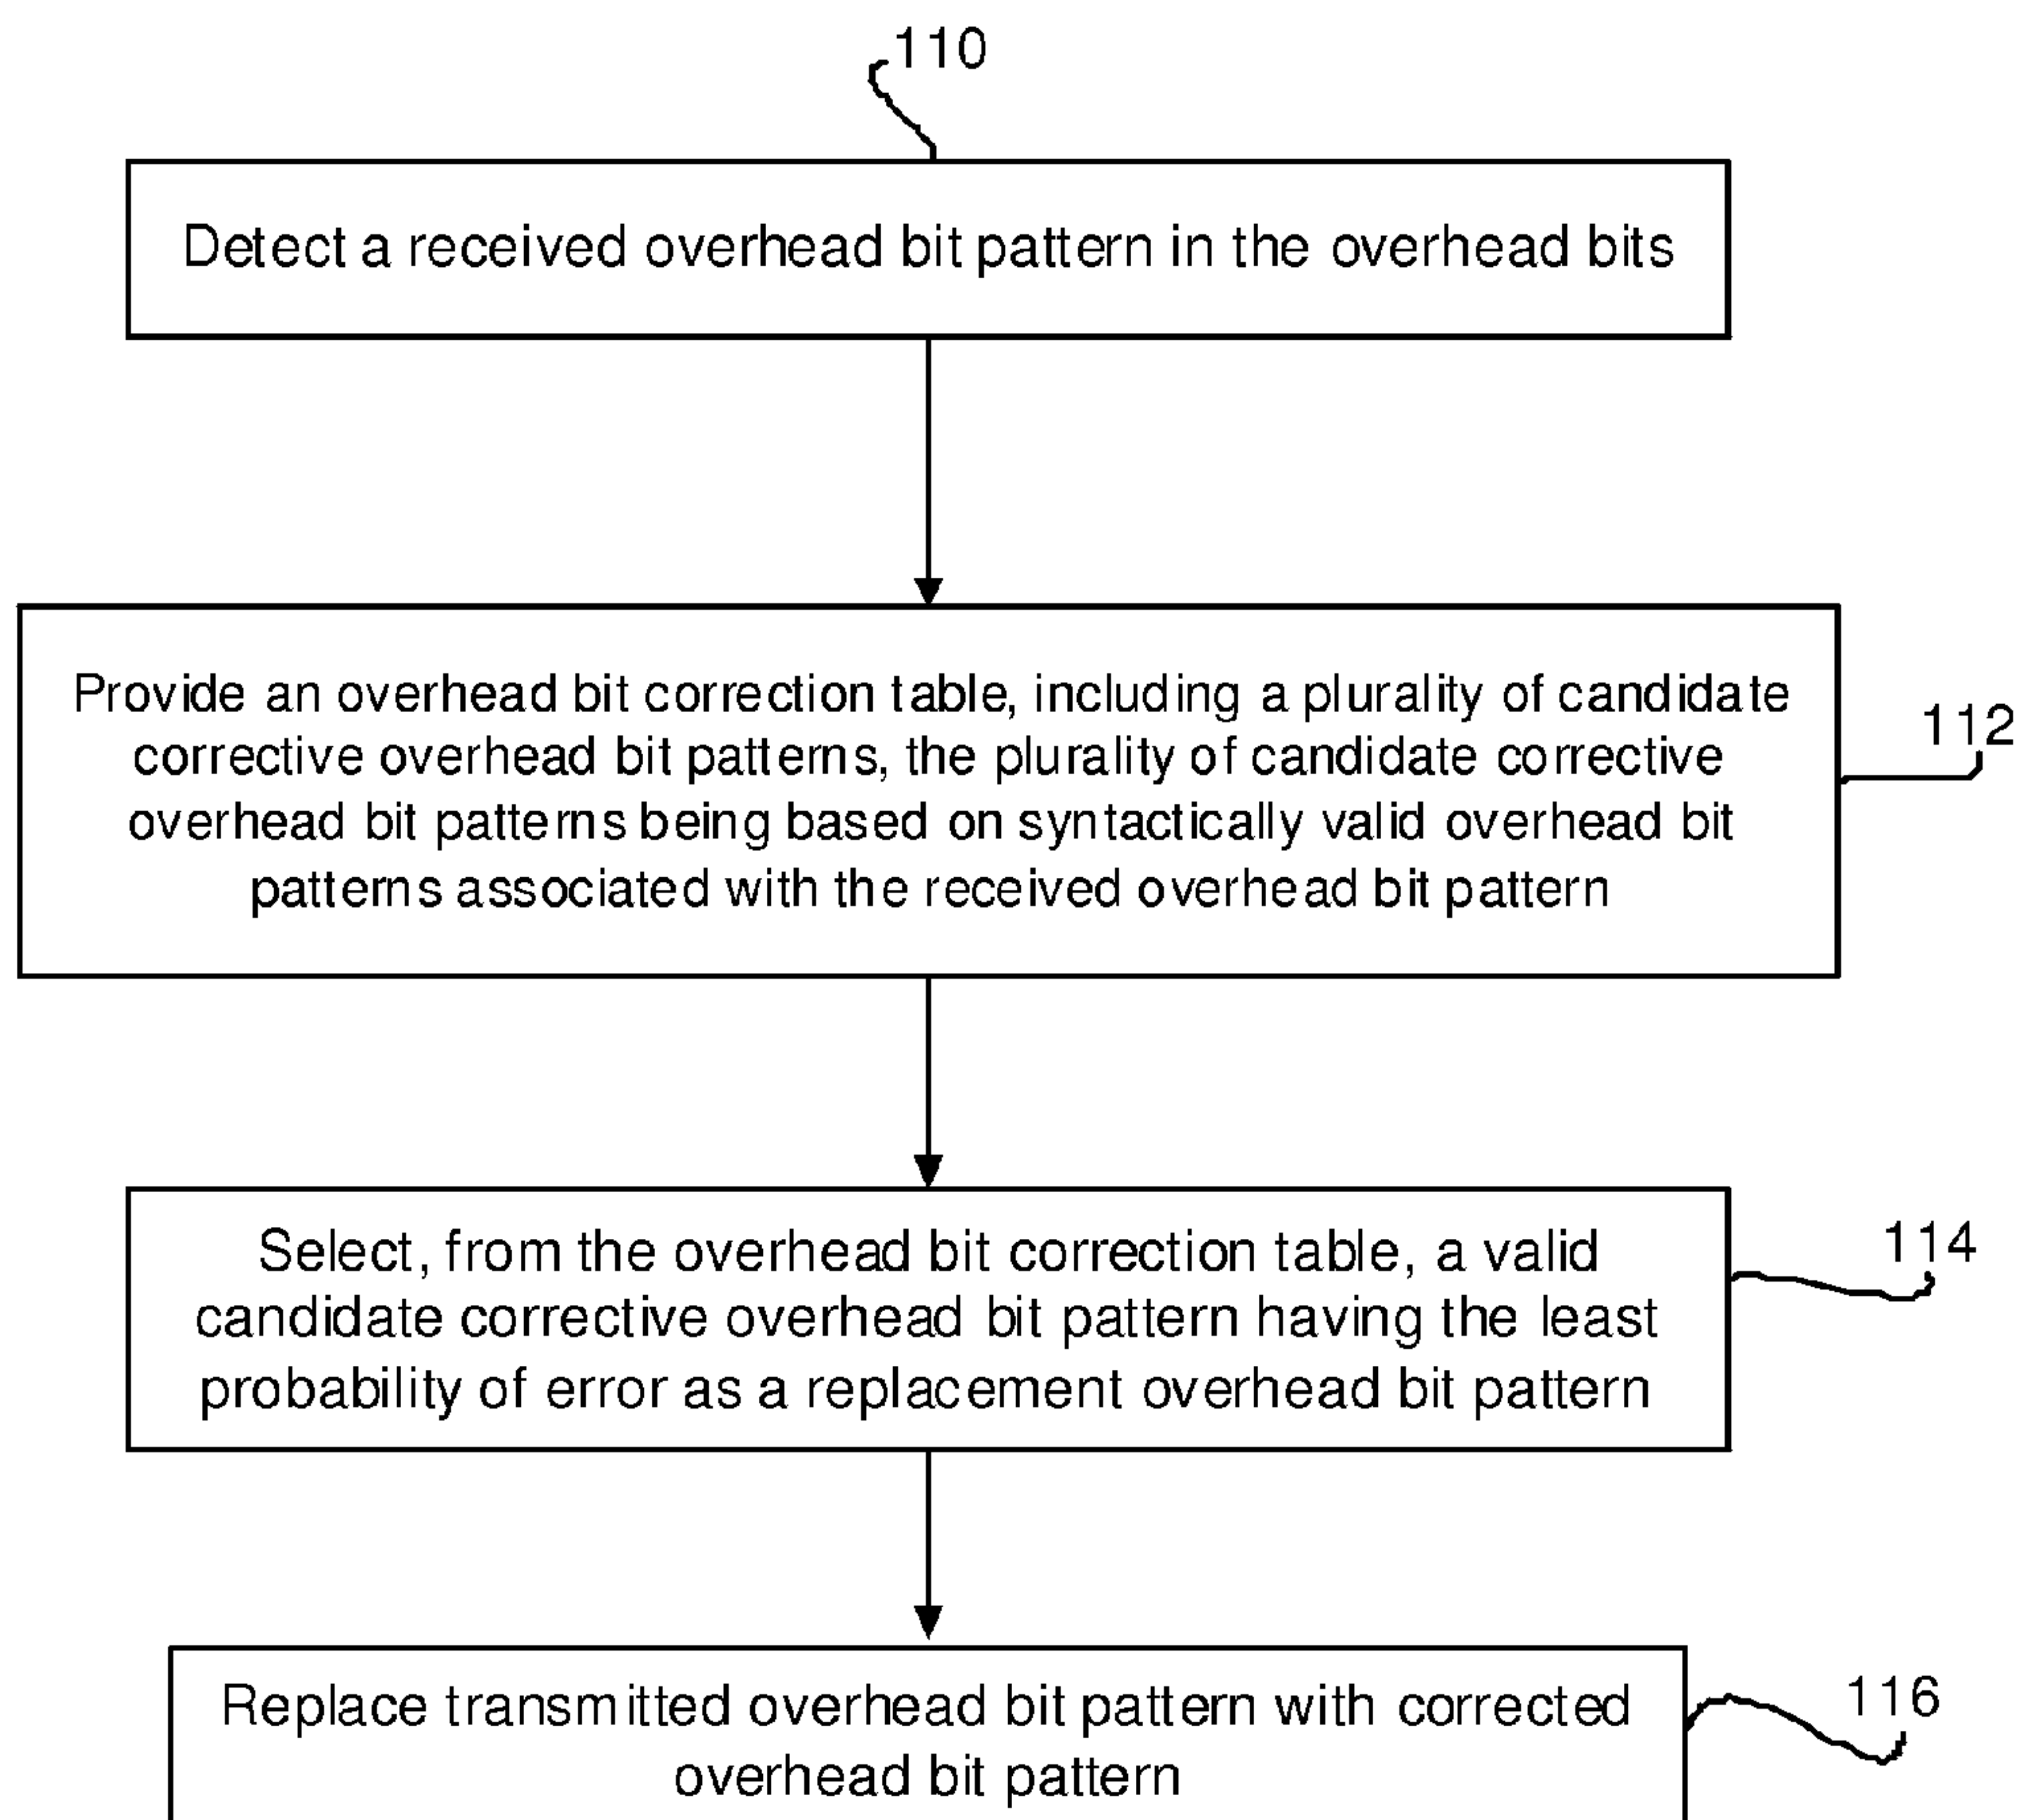 110
Detect a received overhead bit pattern in the overhead bits
Provide an overhead bit correction table, including a plurality of candidate
corrective overhead bit patterns, the plurality of candidate corrective
overhead bit patterns being based on syntactically valid overhead bit
patterns associated with the received overhead bit pattern
112
Select, from the overhead bit correction table, a valid
candidate corrective overhead bit pattern having the least
probability of error as a replacement overhead bit pattern
114
Replace transmitted overhead bit pattern with corrected
overhead bit pattern
116